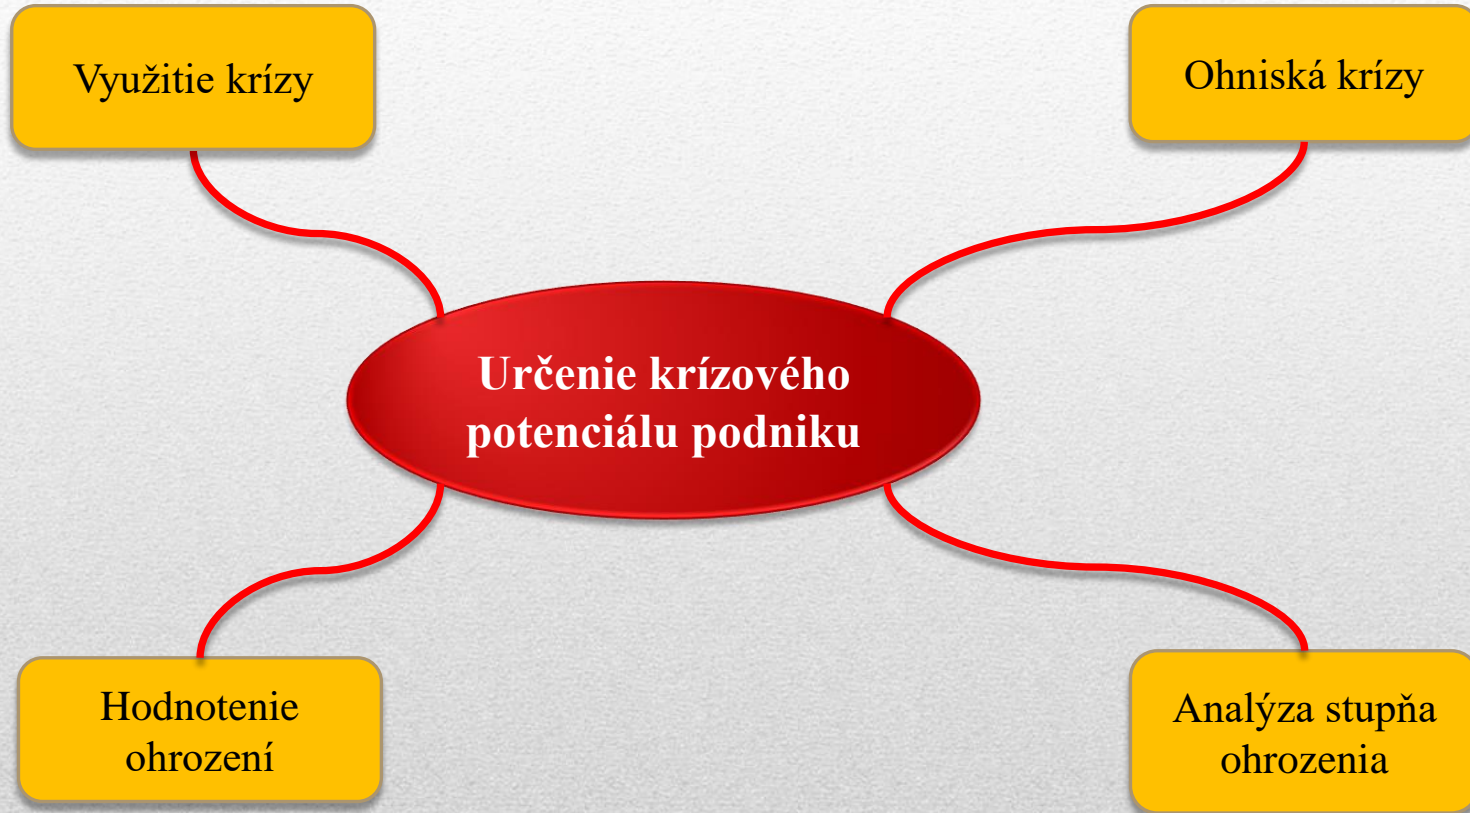 Využitie krízy
Ohniská krízy
Určenie krízového
potenciálu podniku
Hodnotenie
ohrození
Analýza stupňa
ohrozenia